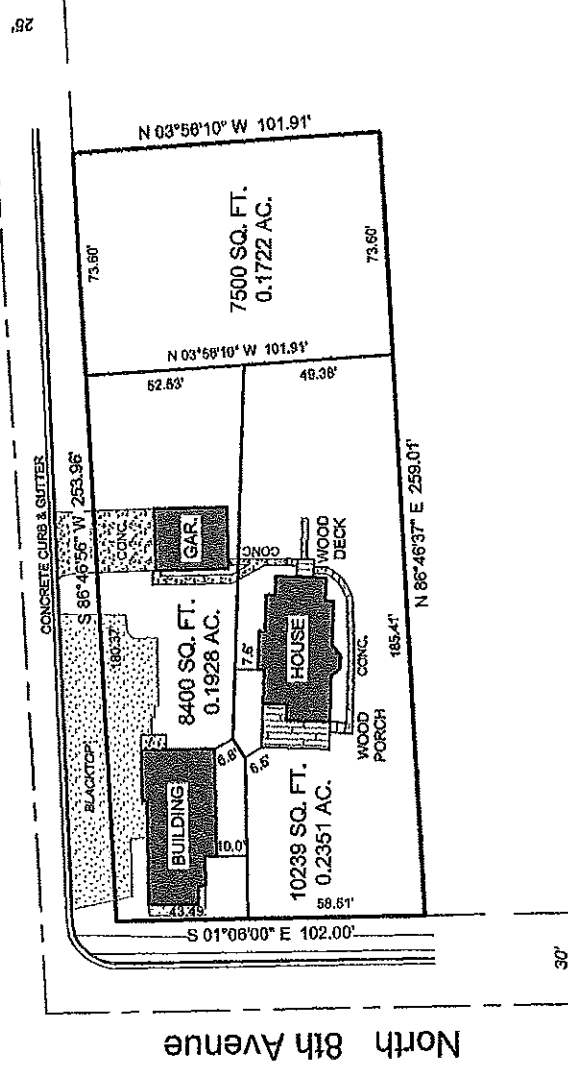 25'
CONCRETE CURB & GUTTER
S 86°46'56" W 253.96'
N 03°56'10" W 101.91'
73.60'
7500 SQ. FT.
0.1722 AC.
73.60'
N 03°56'10" W 101.91'
52.53'
49.38'
BLACKTOP
180.37'
CONC.
GAR.
8400 SQ. FT.
0.1928 AC.
CONC
WOOD
DECK
BUILDING
7.6'
HOUSE
6.8'
6.5'
CONC.
185.41'
N 86°46'37" E 259.01'
WOOD
PORCH
10.0'
10239 SQ. FT.
0.2351 AC.
43.49'
58.51'
S 01°06'00" E 102.00'
30'
North 8th Avenue